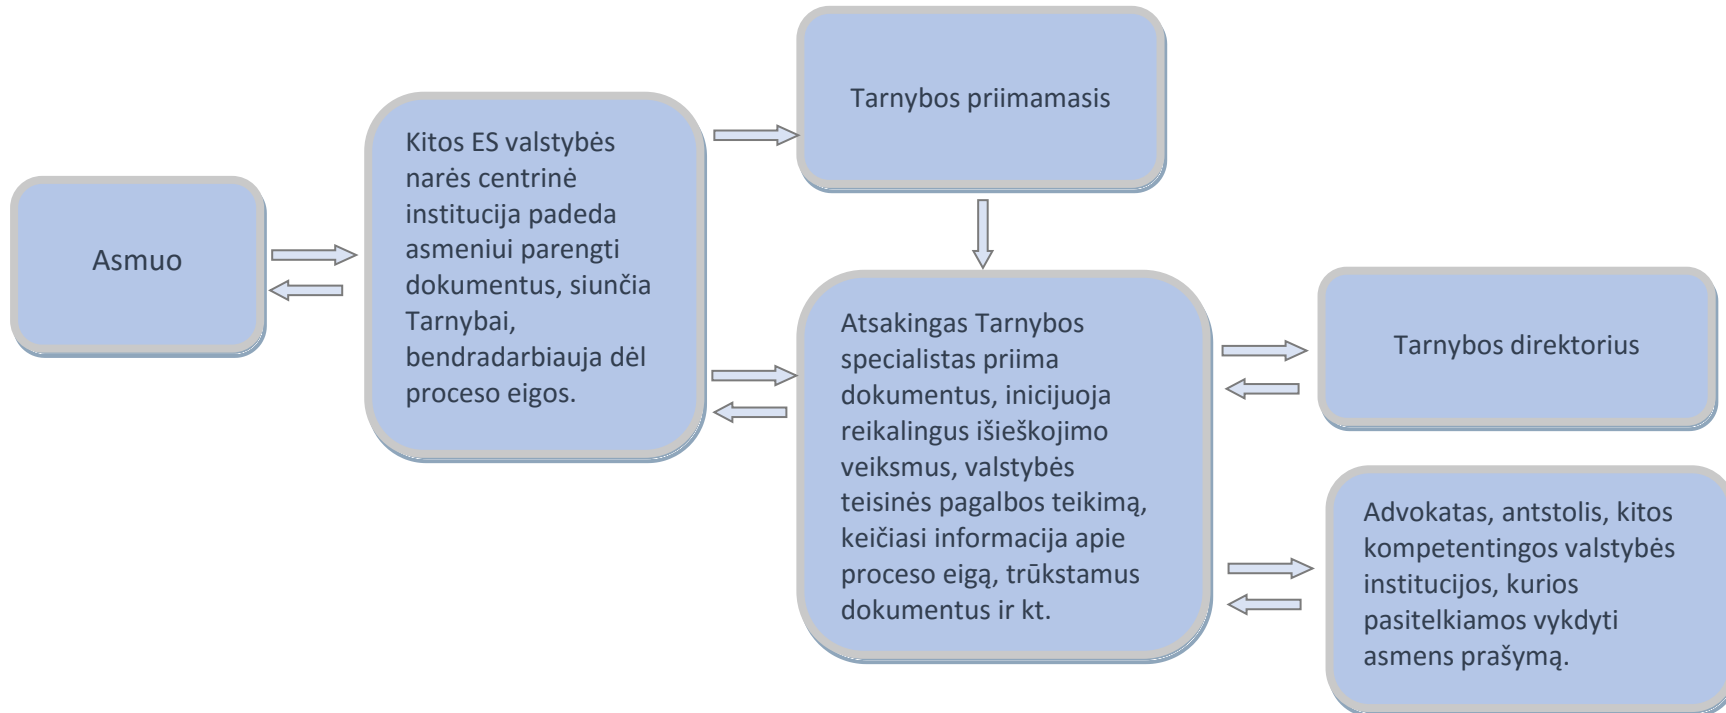 Asmuo
Kitos ES valstybės
narės centrinė
institucija padeda
asmeniui parengti
dokumentus, siunčia
Tarnybai,
bendradarbiauja dėl
proceso eigos.
Tarnybos priimamasis
Atsakingas Tarnybos
specialistas priima
dokumentus, inicijuoja
reikalingus išieškojimo
veiksmus, valstybės
teisinės pagalbos teikimą,
keičiasi informacija apie
proceso eigą, trūkstamus
dokumentus ir kt.
Tarnybos direktorius
Advokatas, antstolis, kitos
kompetentingos valstybės
institucijos, kurios
pasitelkiamos vykdyti
asmens prašymą.